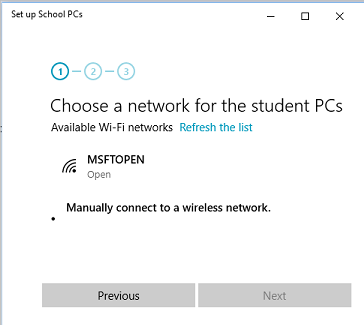 Set up School PCs
1 2 3
Choose a network for the student PCs
Available Wi-Fi networks Refresh the list
MSFTOPEN
Open
Manually connect to a wireless network.
Previous Next